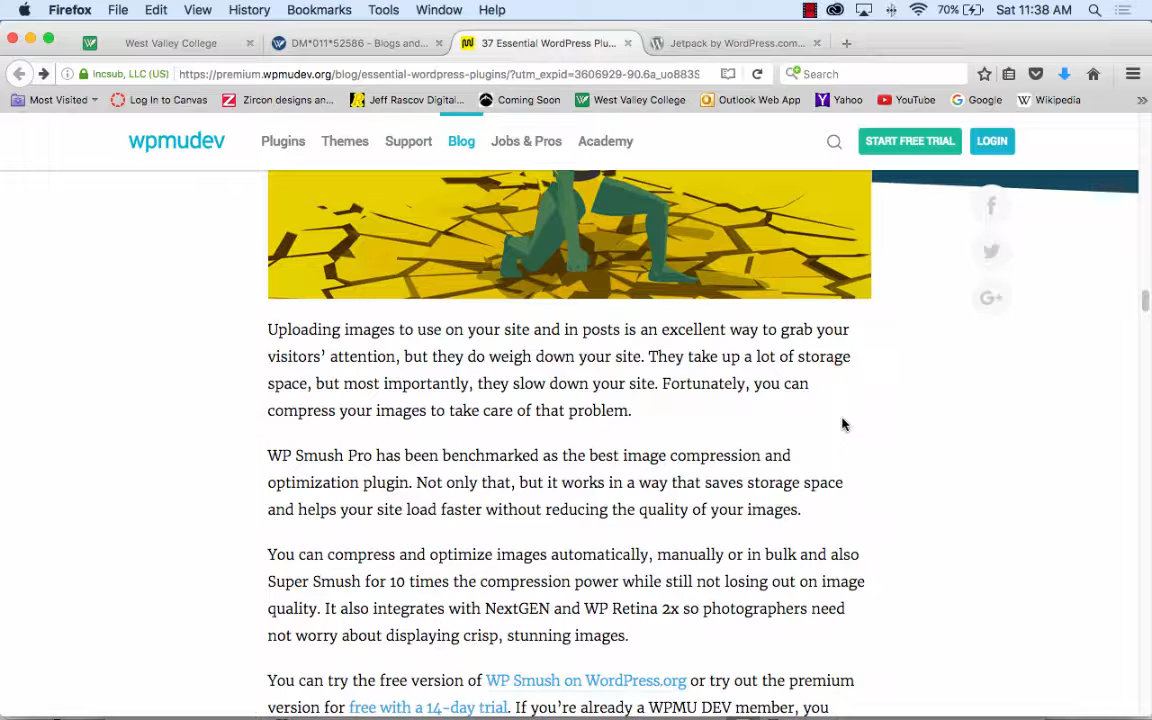 Firefox File Edit View History Bookmarks Tools Window Help 70% Sat 11:38 AM
West Valley College × DM*011*52586 - Blogs and... × 37 Essential WordPress Plu... × Jetpack by WordPress.com... × +
Incsub, LLC (US) https://premium.wpmudev.org/blog/essential-wordpress-plugins/?utm_expid=3606929-90.6a_uo883S Search
Most Visited Log In to Canvas Zircon designs an... Jeff Rascov Digital... Coming Soon West Valley College Outlook Web App Yahoo YouTube Google Wikipedia
wpmudev Plugins Themes Support Blog Jobs & Pros Academy START FREE TRIAL LOGIN
Uploading images to use on your site and in posts is an excellent way to grab your
visitors' attention, but they do weigh down your site. They take up a lot of storage
space, but most importantly, they slow down your site. Fortunately, you can
compress your images to take care of that problem.
WP Smush Pro has been benchmarked as the best image compression and
optimization plugin. Not only that, but it works in a way that saves storage space
and helps your site load faster without reducing the quality of your images.
You can compress and optimize images automatically, manually or in bulk and also
Super Smush for 10 times the compression power while still not losing out on image
quality. It also integrates with NextGEN and WP Retina 2x so photographers need
not worry about displaying crisp, stunning images.
You can try the free version of WP Smush on WordPress.org or try out the premium
version for free with a 14-day trial. If you're already a WPMU DEV member, you